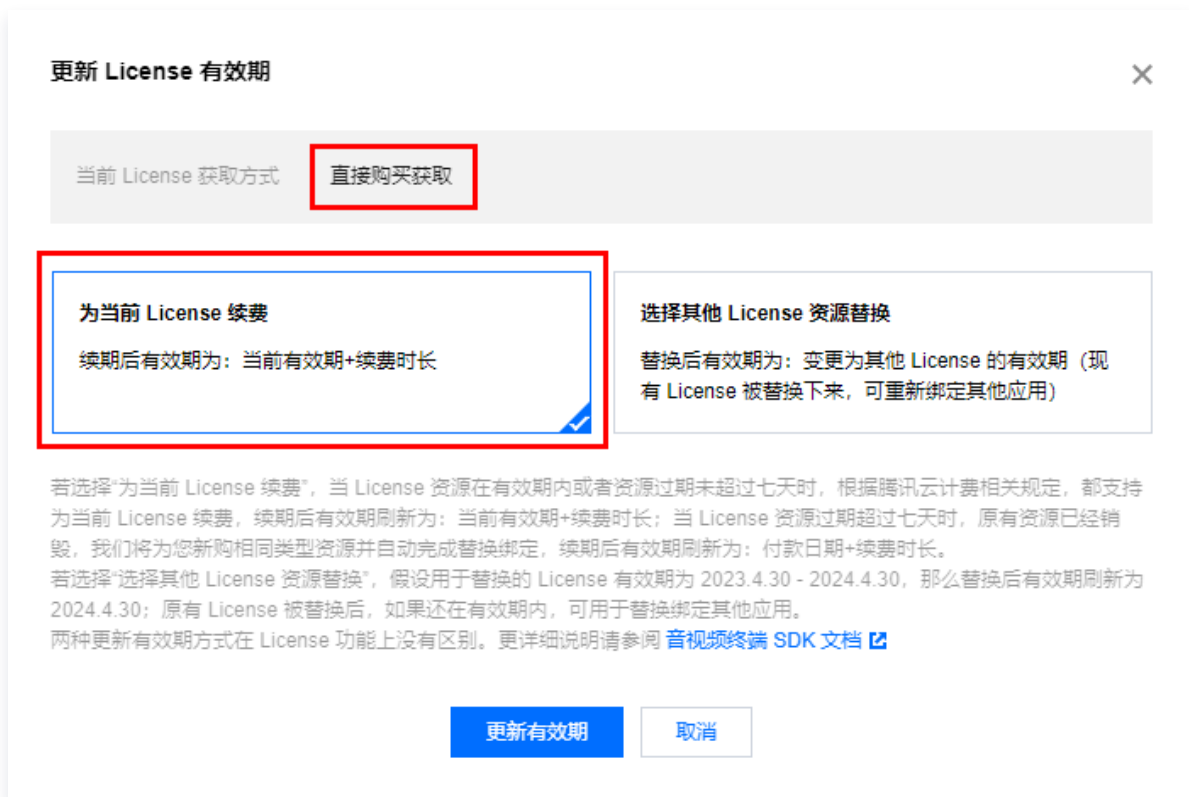 更新 License 有效期
当前 License 获取方式 直接购买获取
为当前 License 续费
续期后有效期为：当前有效期+续费时长
选择其他 License 资源替换
替换后有效期为：变更为其他 License 的有效期（现
有 License 被替换下来，可重新绑定其他应用）
若选择“为当前 License 续费”，当 License 资源在有效期内或者资源过期未超过七天时，根据腾讯云计费相关规定，都支持
为当前 License 续费，续期后有效期刷新为：当前有效期+续费时长；当 License 资源过期超过七天时，原有资源已经销
毁，我们将为您新购相同类型资源并自动完成替换绑定，续期后有效期刷新为：付款日期+续费时长。
若选择“选择其他 License 资源替换”，假设用于替换的 License 有效期为 2023.4.30 - 2024.4.30，那么替换后有效期刷新为
2024.4.30；原有 License 被替换后，如果还在有效期内，可用于替换绑定其他应用。
两种更新有效期方式在 License 功能上没有区别。更详细说明请参阅 音视频终端 SDK 文档
更新有效期 取消